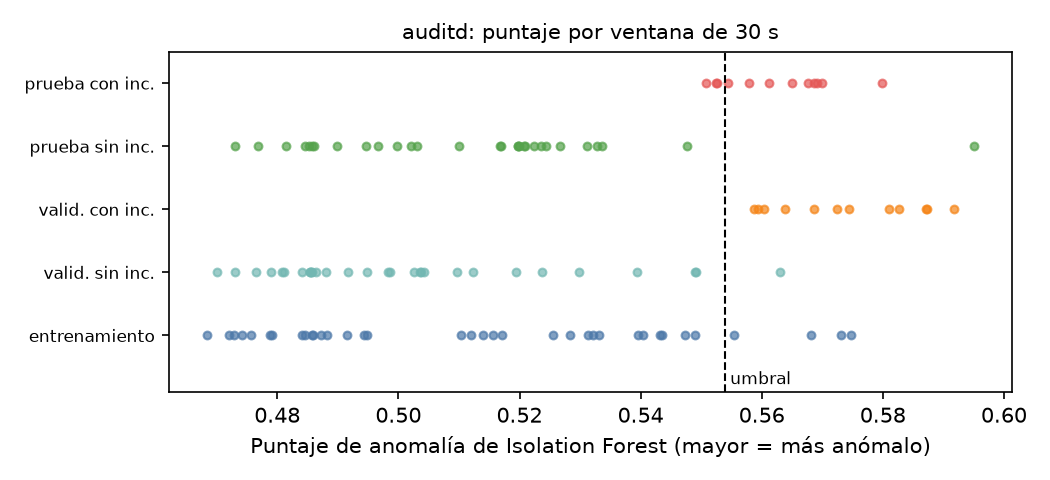 auditd: puntaje por ventana de 30 s
prueba con inc.
prueba sin inc.
valid. con inc.
valid. sin inc.
entrenamiento
umbral
0.48 0.50 0.52 0.54 0.56 0.58 0.60
Puntaje de anomalía de Isolation Forest (mayor = más anómalo)